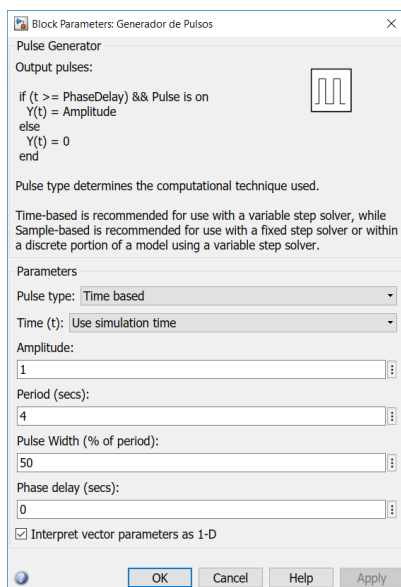 Block Parameters: Generador de Pulsos
Pulse Generator
Output pulses:
if (t >= PhaseDelay) && Pulse is on
Y(t) = Amplitude
else
Y(t) = 0
end
Pulse type determines the computational technique used.
Time-based is recommended for use with a variable step solver, while
Sample-based is recommended for use with a fixed step solver or within
a discrete portion of a model using a variable step solver.
Parameters
Pulse type: Time based
Time (t): Use simulation time
Amplitude:
1
Period (secs):
4
Pulse Width (% of period):
50
Phase delay (secs):
0
Interpret vector parameters as 1-D
OK Cancel Help Apply